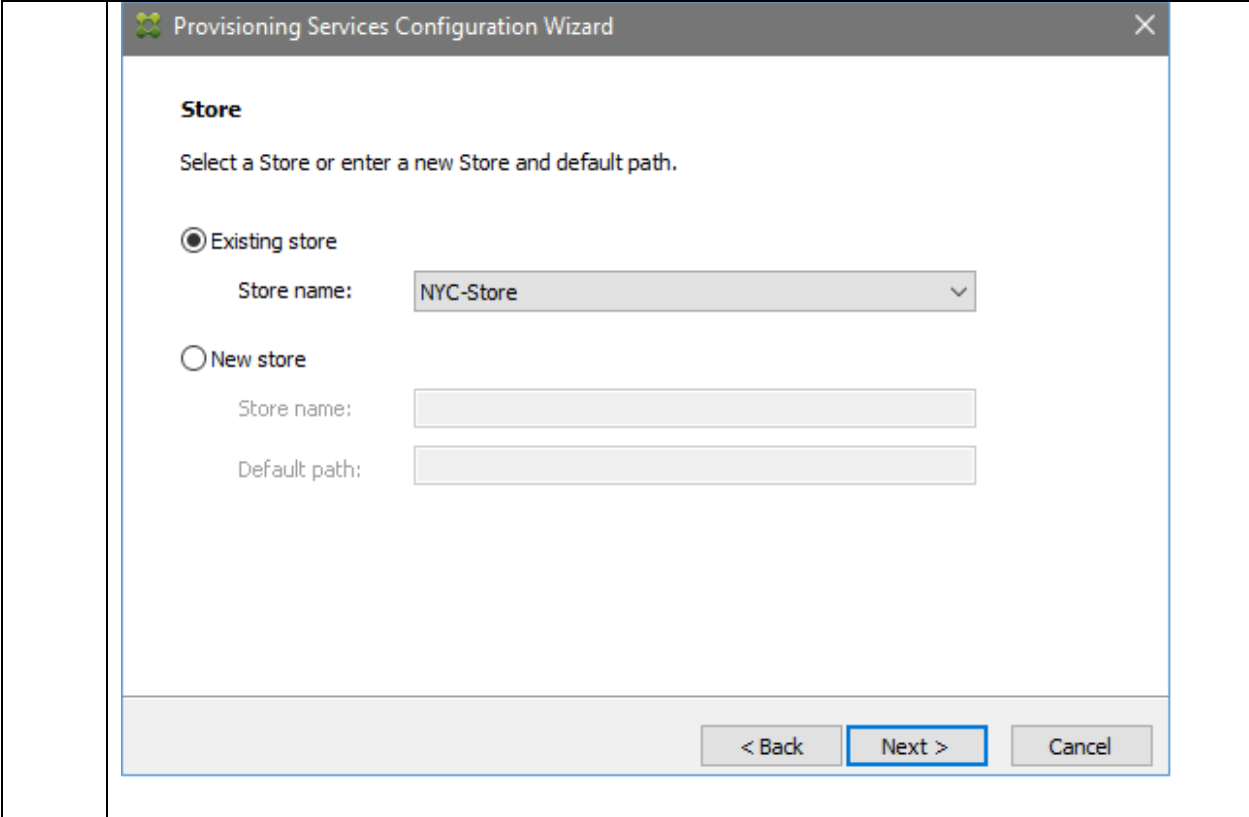 Provisioning Services Configuration Wizard
Store
Select a Store or enter a new Store and default path.
Existing store
Store name: NYC-Store
New store
Store name:
Default path:
< Back Next > Cancel